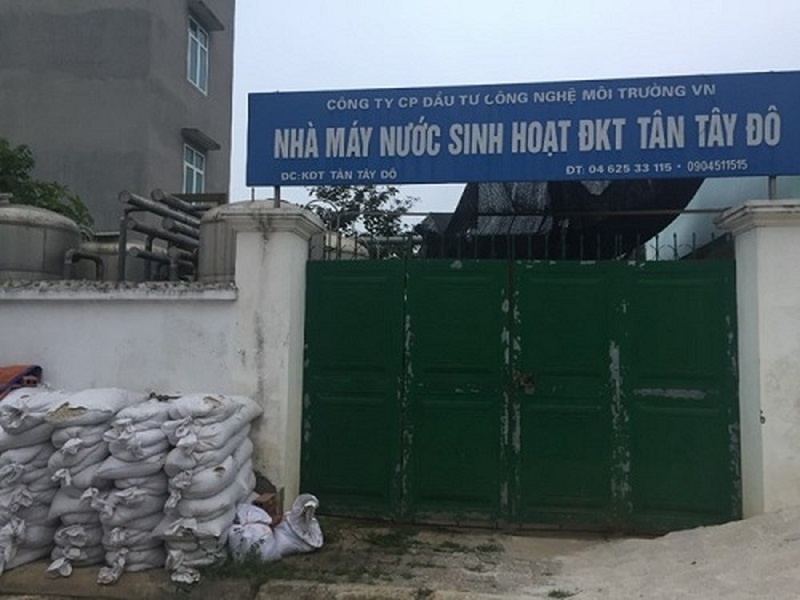 CÔNG TY CP ĐẦU TƯ CÔNG NGHỆ MÔI TRƯỜNG VN
NHÀ MÁY NƯỚC SINH HOẠT ĐKT TÂN TÂY ĐÔ
ĐC:KĐT TÂN TÂY ĐÔ
ĐT: 04 625 33 115 - 0904511515